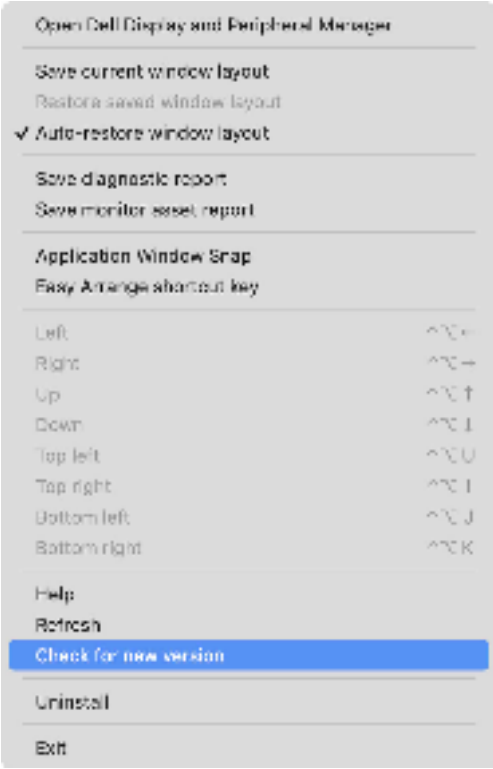 Open Dell Display and Peripheral Manager
Save current window layout
Restore saved window layout
✓ Auto-restore window layout
Save diagnostic report
Save monitor asset report
Application Window Snap
Easy Arrange shortcut key
Left ^⌥←
Right ^⌥→
Up ^⌥↑
Down ^⌥↓
Top left ^⌥U
Top right ^⌥I
Bottom left ^⌥J
Bottom right ^⌥K
Help
Refresh
Check for new version
Uninstall
Exit